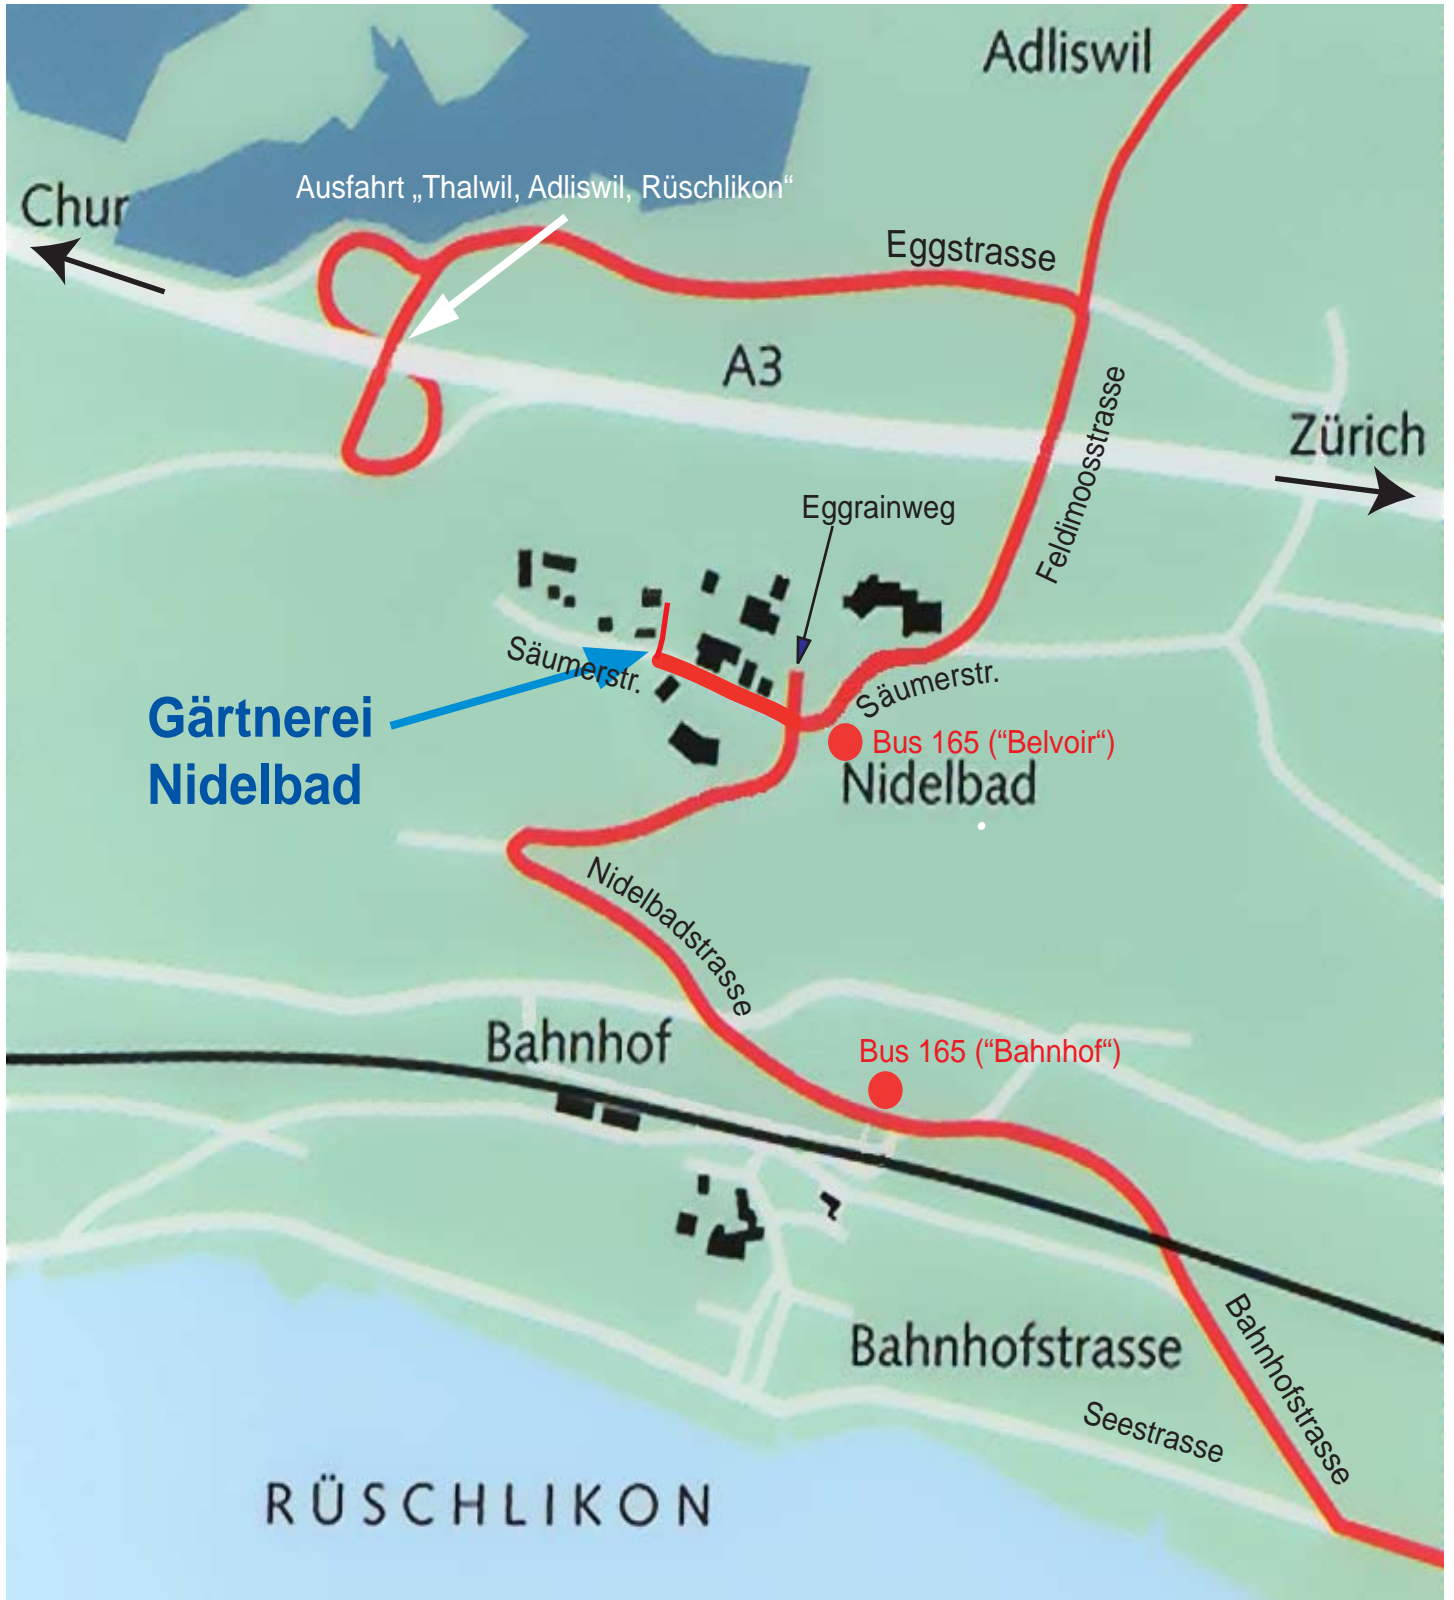 Adliswil
Ausfahrt „Thalwil, Adliswil, Rüschlikon“
Chur
Eggstrasse
A3
Feldimoosstrasse
Zürich
Eggrainweg
Säumerstr.
Säumerstr.
Gärtnerei
Nidelbad
Bus 165 (“Belvoir“)
Nidelbad
Nidelbadstrasse
Bahnhof
Bus 165 (“Bahnhof“)
Bahnhofstrasse
Bahnhofstrasse
Seestrasse
RÜSCHLIKON